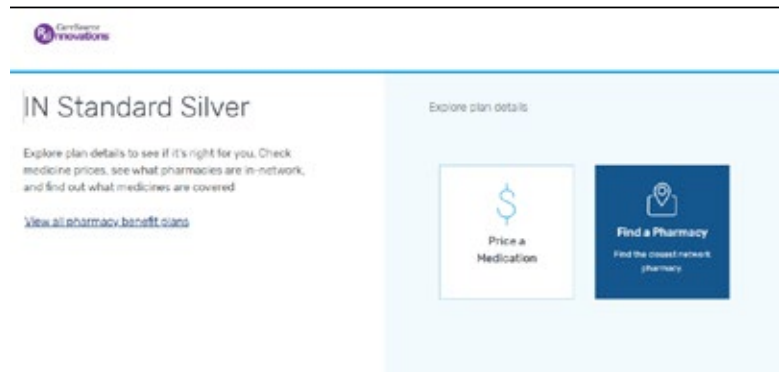 CareSource
Rx Innovations
IN Standard Silver
Explore plan details to see if it's right for you. Check
medicine prices, see what pharmacies are in-network,
and find out what medicines are covered
View all pharmacy benefit plans
Explore plan details
Price a
Medication
Find a Pharmacy
Find the closest network
pharmacy